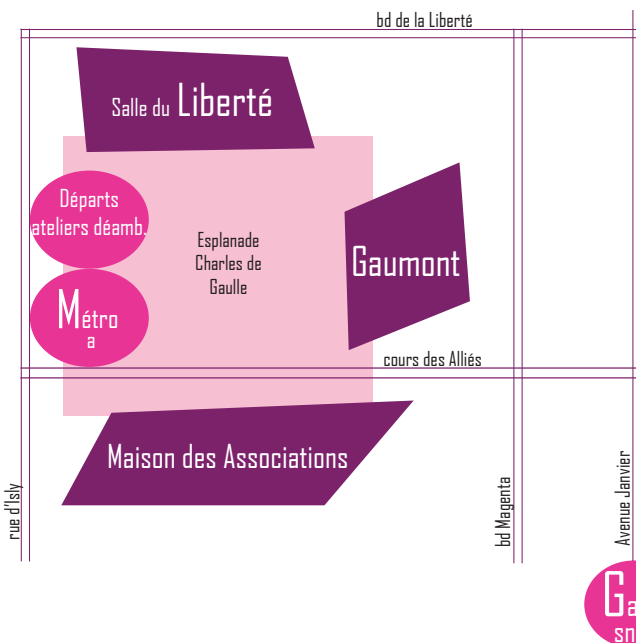 bd de la Liberté
Salle du Liberté
Départs
ateliers déamb.
Esplanade
Charles de
Gaulle
Gaumont
Métro
a
cours des Alliés
Maison des Associations
rue d'Isly
bd Magenta
Avenue Janvier